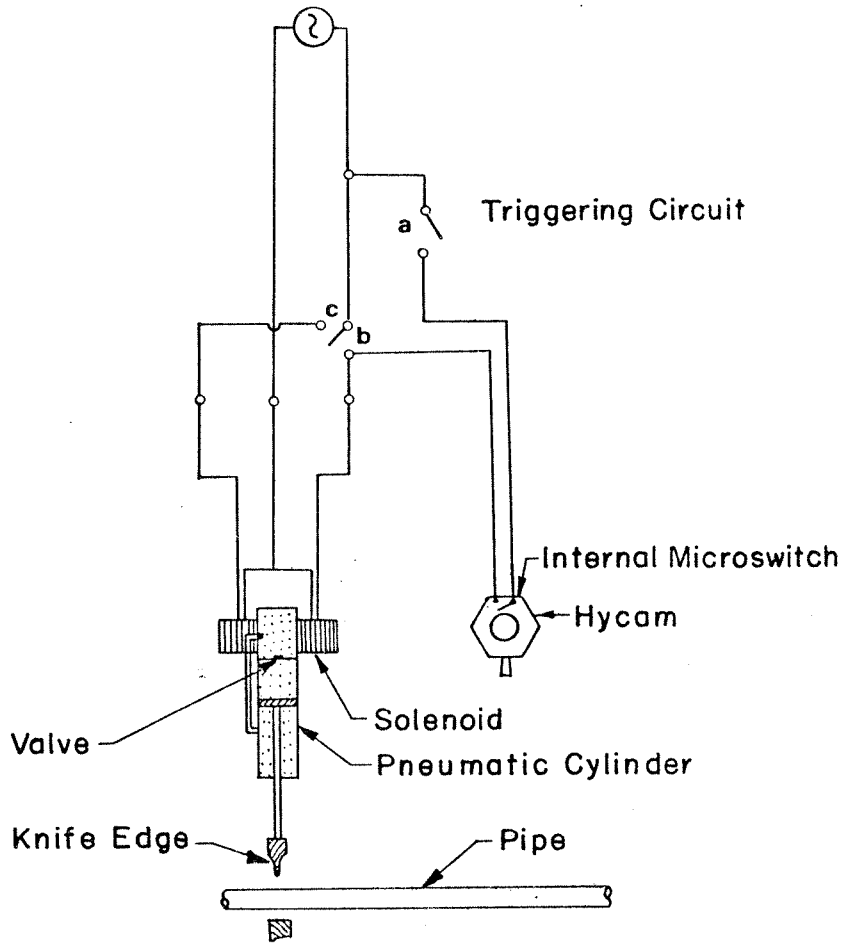 Triggering Circuit
a
c
b
Internal Microswitch
Hycam
Solenoid
Valve
Pneumatic Cylinder
Knife Edge
Pipe